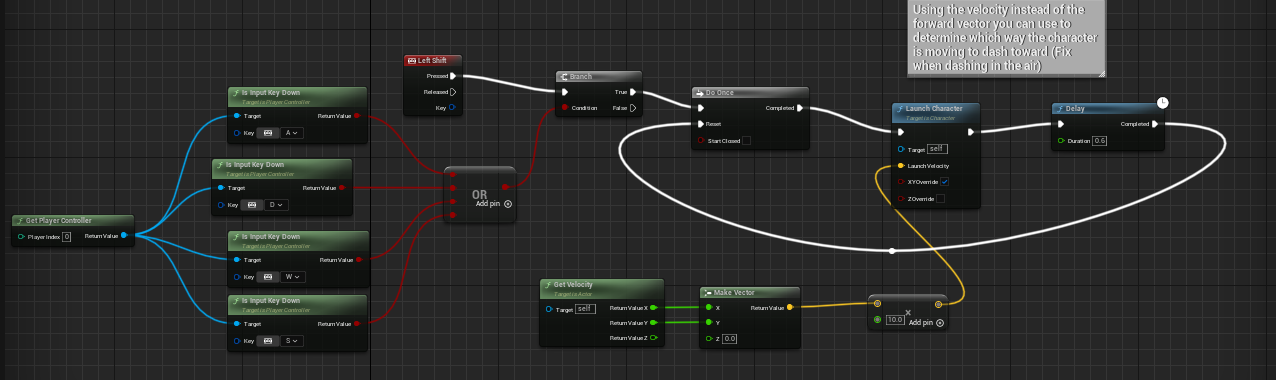 Using the velocity instead of the
forward vector you can use to
determine which way the character
is moving to dash toward (Fix
when dashing in the air)
Left Shift
Pressed
Released
Key
Branch
True
Condition
False
Is Input Key Down
Target is Player Controller
Target
Return Value
Key
A
Is Input Key Down
Target is Player Controller
Target
Return Value
Key
D
Is Input Key Down
Target is Player Controller
Target
Return Value
Key
W
Is Input Key Down
Target is Player Controller
Target
Return Value
Key
S
Get Player Controller
Player Index
0
Return Value
OR
Add pin
Do Once
Completed
Reset
Start Closed
Launch Character
Target is Character
Target
self
Launch Velocity
XYOverride
ZOverride
Delay
Completed
Duration
0.6
Get Velocity
Target is Actor
Target
self
Return Value X
Return Value Y
Return Value Z
Make Vector
X
Return Value
Y
Z
0.0
10.0
Add pin